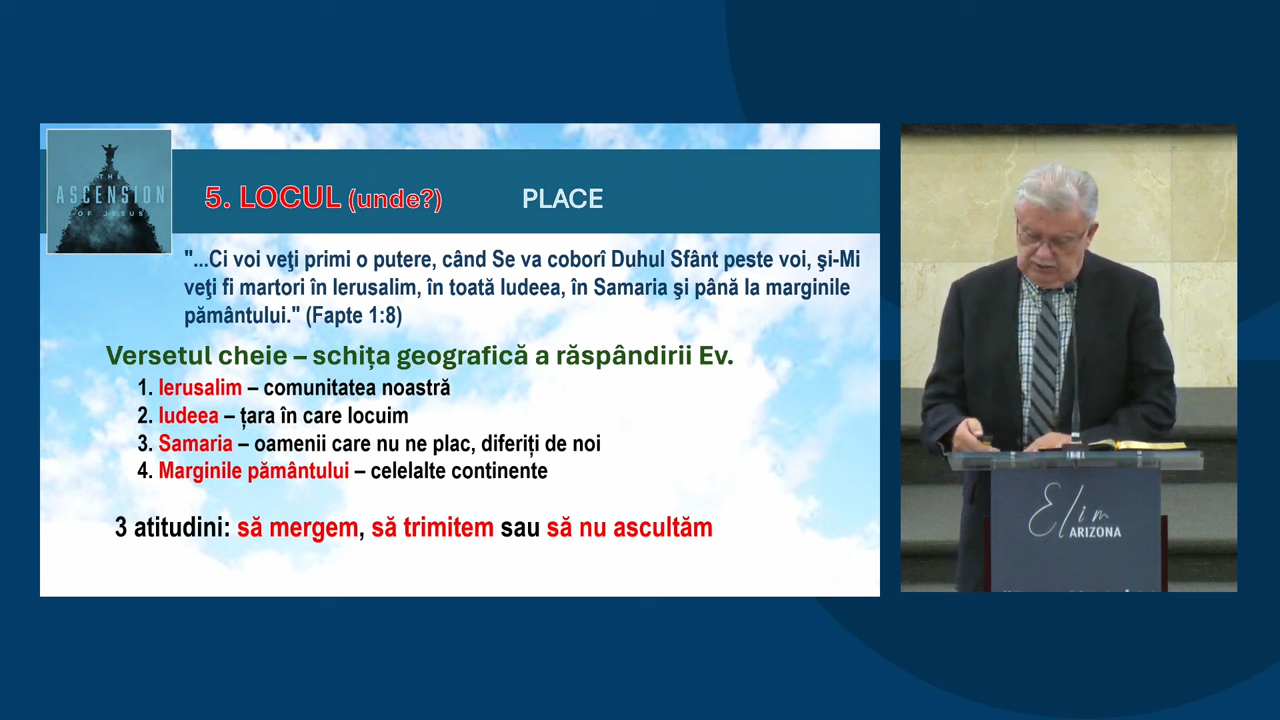 THE
ASCENSION
OF JESUS
5. LOCUL (unde?) PLACE
"...Ci voi veţi primi o putere, când Se va coborî Duhul Sfânt peste voi, şi-Mi
veţi fi martori în Ierusalim, în toată Iudeea, în Samaria şi până la marginile
pământului." (Fapte 1:8)
Versetul cheie – schița geografică a răspândirii Ev.
1. Ierusalim – comunitatea noastră
2. Iudeea – țara în care locuim
3. Samaria – oamenii care nu ne plac, diferiți de noi
4. Marginile pământului – celelalte continente
3 atitudini: să mergem, să trimitem sau să nu ascultăm
Elim
ARIZONA